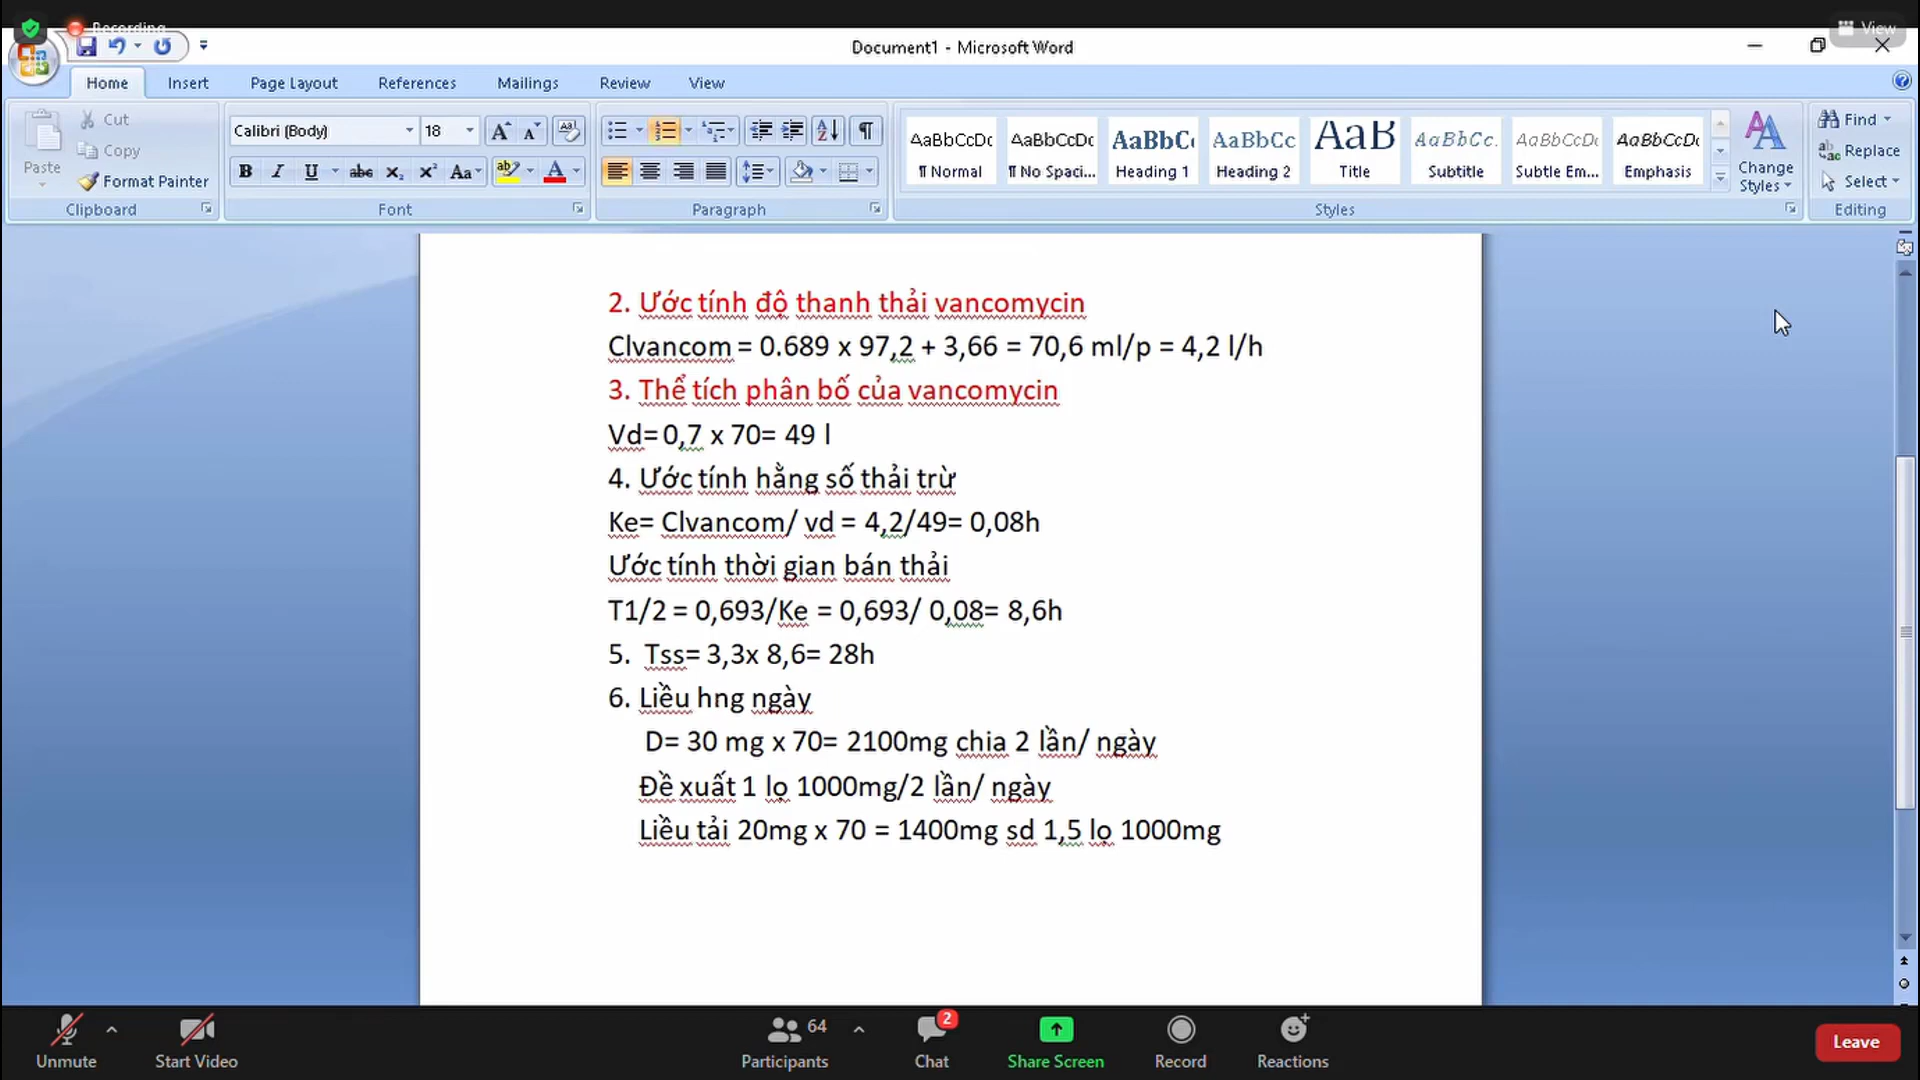 Recording
View
Document1 - Microsoft Word
Home Insert Page Layout References Mailings Review View
Paste
Cut
Copy
Format Painter
Clipboard
Calibri (Body) 18
B I U abc X₂ X² Aa ab A
Font
Paragraph
AaBbCcDc AaBbCcDc AaBbC AaBbCc AaB AaBbCc. AaBbCcDc AaBbCcDc
¶ Normal ¶ No Spaci... Heading 1 Heading 2 Title Subtitle Subtle Em... Emphasis
Change Styles
Styles
Find
Replace
Select
Editing
2. Ước tính độ thanh thải vancomycin
Clvancom = 0.689 x 97,2 + 3,66 = 70,6 ml/p = 4,2 l/h
3. Thể tích phân bố của vancomycin
Vd= 0,7 x 70= 49 l
4. Ước tính hằng số thải trừ
Ke= Clvancom/ vd = 4,2/49= 0,08h
Ước tính thời gian bán thải
T1/2 = 0,693/Ke = 0,693/ 0,08= 8,6h
5. Tss= 3,3x 8,6= 28h
6. Liều hng ngày
D= 30 mg x 70= 2100mg chia 2 lần/ ngày
Đề xuất 1 lọ 1000mg/2 lần/ ngày
Liều tải 20mg x 70 = 1400mg sd 1,5 lọ 1000mg
Unmute
Start Video
64
Participants
2
Chat
Share Screen
Record
Reactions
Leave